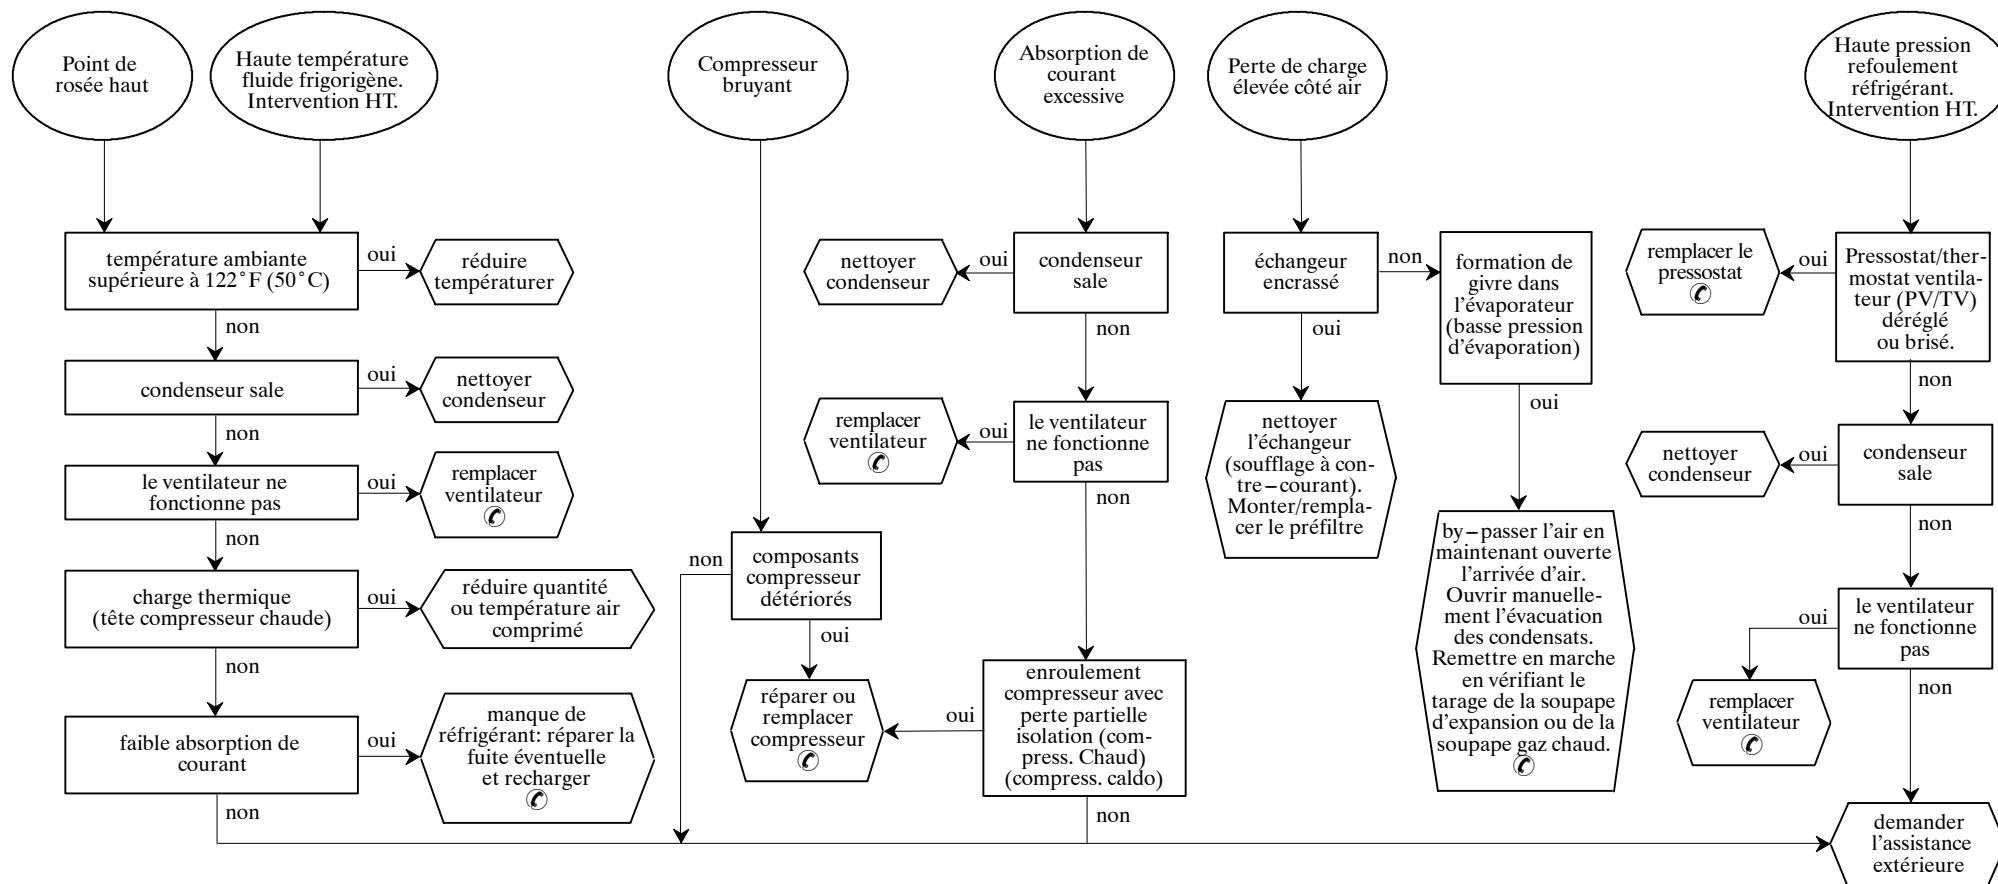 Point de
rosée haut
Haute température
fluide frigorigène.
Intervention HT.
Compresseur
bruyant
Absorption de
courant
excessive
Perte de charge
élevée côté air
Haute pression
refoulement
réfrigérant.
Intervention HT.
température ambiante
supérieure à 122°F (50°C)
oui
réduire
températurer
non
condenseur sale
oui
nettoyer
condenseur
non
le ventilateur ne
fonctionne pas
oui
remplacer
ventilateur
✆
non
charge thermique
(tête compresseur chaude)
oui
réduire quantité
ou température air
comprimé
non
faible absorption de
courant
oui
manque de
réfrigérant: réparer la
fuite éventuelle
et recharger
✆
non
composants
compresseur
détériorés
non
oui
réparer ou
remplacer
compresseur
✆
nettoyer
condenseur
oui
condenseur
sale
non
remplacer
ventilateur
✆
oui
le ventilateur
ne fonctionne
pas
non
enroulement
compresseur avec
perte partielle
isolation (com-
press. Chaud)
(compress. caldo)
oui
non
échangeur
encrassé
non
oui
nettoyer
l'échangeur
(soufflage à con-
tre-courant).
Monter/rempla-
cer le préfiltre
formation de
givre dans
l'évaporateur
(basse pression
d'évaporation)
oui
by-passer l'air en
maintenant ouverte
l'arrivée d'air.
Ouvrir manuelle-
ment l'évacuation
des condensats.
Remettre en marche
en vérifiant le
tarage de la soupape
d'expansion ou de la
soupape gaz chaud.
✆
remplacer le
pressostat
✆
oui
Pressostat/ther-
mostat ventila-
teur (PV/TV)
déréglé
ou brisé.
non
nettoyer
condenseur
oui
condenseur
sale
non
oui
le ventilateur
ne fonctionne
pas
remplacer
ventilateur
✆
non
demander
l'assistance
extérieure